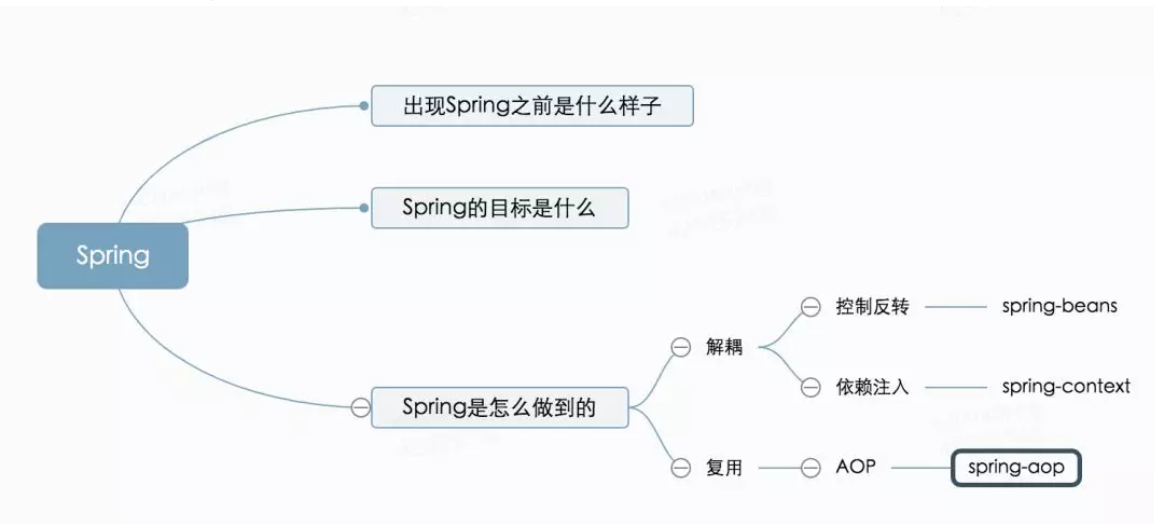 出现Spring之前是什么样子
Spring的目标是什么
Spring
控制反转 spring-beans
解耦
依赖注入 spring-context
Spring是怎么做到的
复用 AOP spring-aop